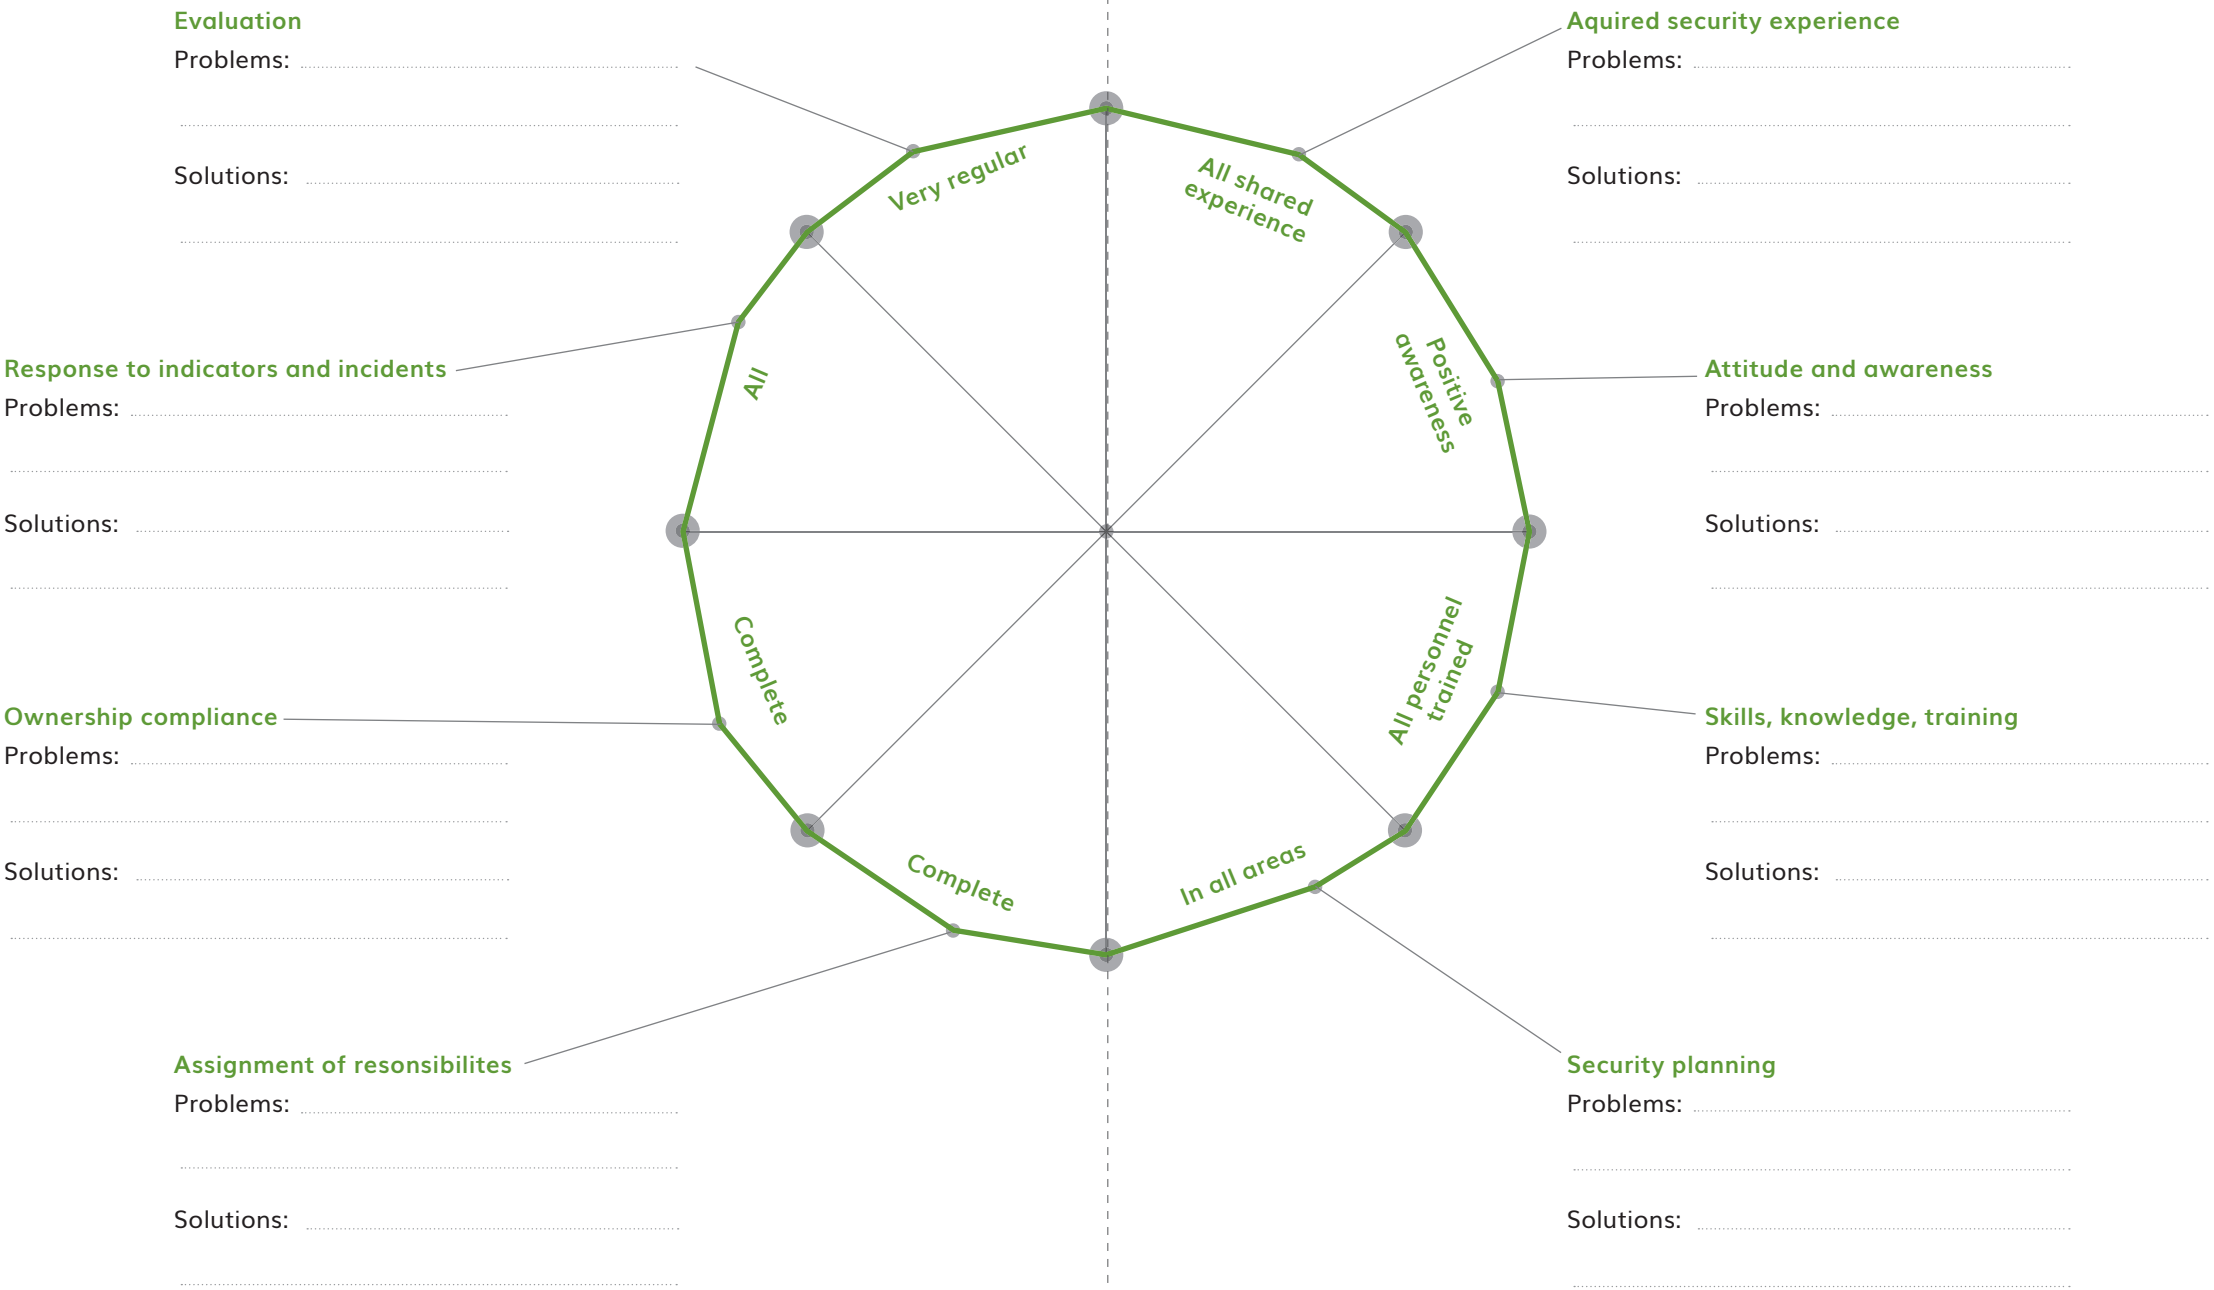 Evaluation
Problems:
Solutions:
Response to indicators and incidents
Problems:
Solutions:
Ownership compliance
Problems:
Solutions:
Assignment of resonsibilites
Problems:
Solutions:
Very regular
All
Complete
Complete
All shared
experience
Positive
awareness
All personnel
trained
In all areas
Aquired security experience
Problems:
Solutions:
Attitude and awareness
Problems:
Solutions:
Skills, knowledge, training
Problems:
Solutions:
Security planning
Problems:
Solutions: